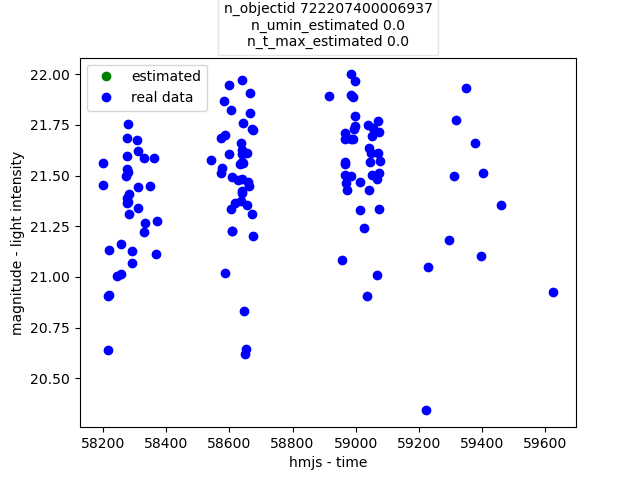 n_objectid 722207400006937
n_umin_estimated 0.0
n_t_max_estimated 0.0
estimated
real data
22.00
21.75
21.50
21.25
21.00
20.75
20.50
magnitude - light intensity
58200 58400 58600 58800 59000 59200 59400 59600
hmjs - time